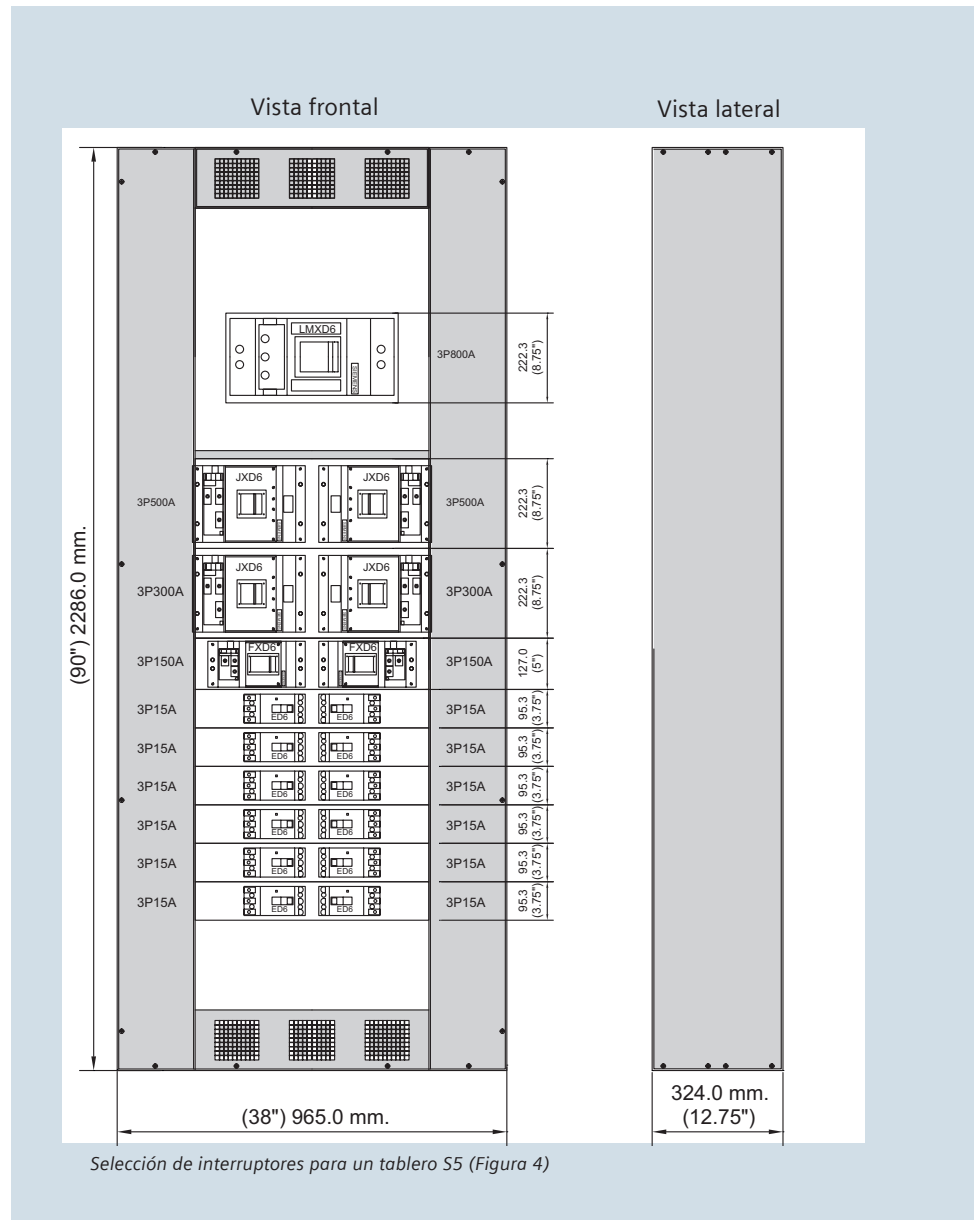 Vista frontal
Vista lateral
LMXD6
SIEMENS
3P800A
222.3
(8.75")
JXD6
JXD6
3P500A
3P500A
222.3
(8.75")
JXD6
JXD6
3P300A
3P300A
222.3
(8.75")
FXD6
FXD6
3P150A
3P150A
127.0
(5")
3P15A
ED6
ED6
3P15A
95.3
(3.75")
3P15A
ED6
ED6
3P15A
95.3
(3.75")
3P15A
ED6
ED6
3P15A
95.3
(3.75")
3P15A
ED6
ED6
3P15A
95.3
(3.75")
3P15A
ED6
ED6
3P15A
95.3
(3.75")
3P15A
ED6
ED6
3P15A
95.3
(3.75")
(90") 2286.0 mm.
(38") 965.0 mm.
324.0 mm.
(12.75")
Selección de interruptores para un tablero S5 (Figura 4)